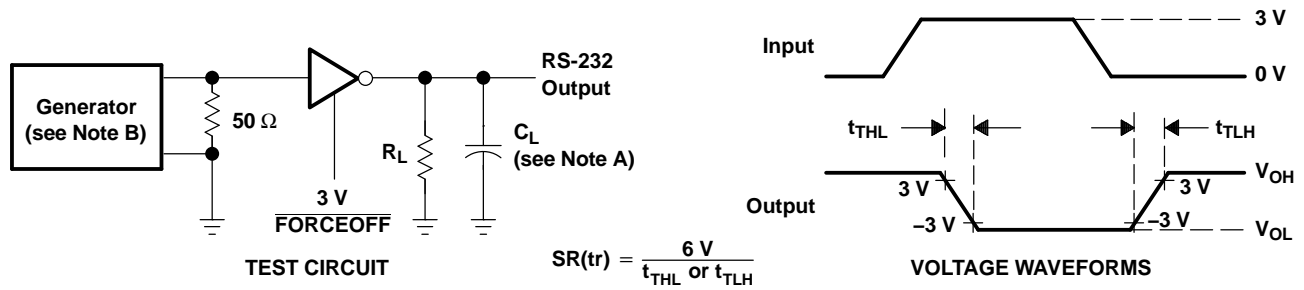 Generator
(see Note B)
50 Ω
3 V
FORCEOFF
R_L
C_L
(see Note A)
RS-232
Output
TEST CIRCUIT
SR(tr) = 6 V / t_THL or t_TLH
Input
3 V
0 V
t_THL
t_TLH
Output
3 V
–3 V
3 V
–3 V
V_OH
V_OL
VOLTAGE WAVEFORMS